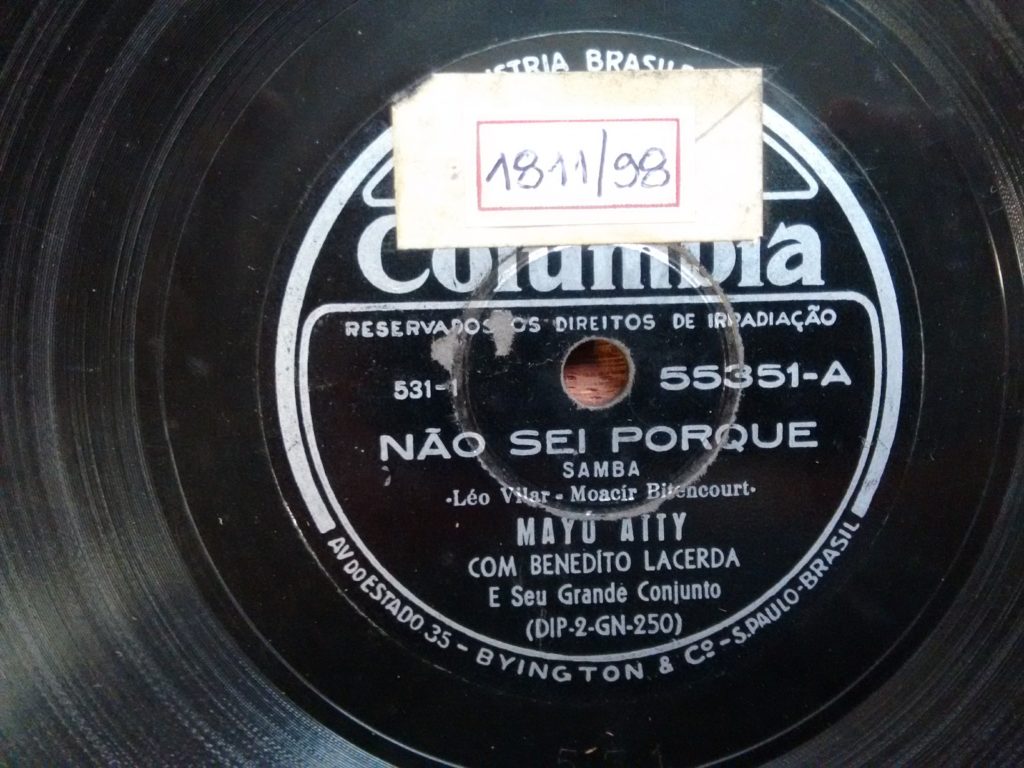 INDUSTRIA BRASILEIRA
1811/98
Columbia
RESERVADOS OS DIREITOS DE IRRADIAÇÃO
531-1 55351-A
NÃO SEI PORQUE
SAMBA
·Léo Vilar - Moacir Bitencourt·
MAYÚ ATTY
COM BENEDITO LACERDA
E Seu Grande Conjunto
(DIP-2-GN-250)
AV DO ESTADO 35 - BYINGTON & Cº - S. PAULO - BRASIL